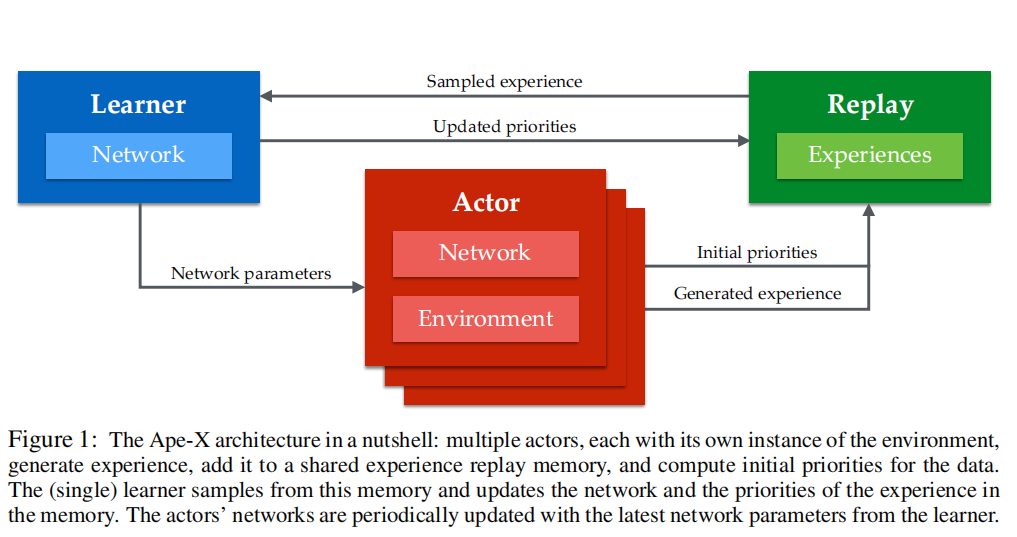 Sampled experience
Learner
Replay
Updated priorities
Network
Experiences
Actor
Network
Initial priorities
Network parameters
Generated experience
Environment
Figure 1: The Ape-X architecture in a nutshell: multiple actors, each with its own instance of the environment,
generate experience, add it to a shared experience replay memory, and compute initial priorities for the data.
The (single) learner samples from this memory and updates the network and the priorities of the experience in
the memory. The actors' networks are periodically updated with the latest network parameters from the learner.